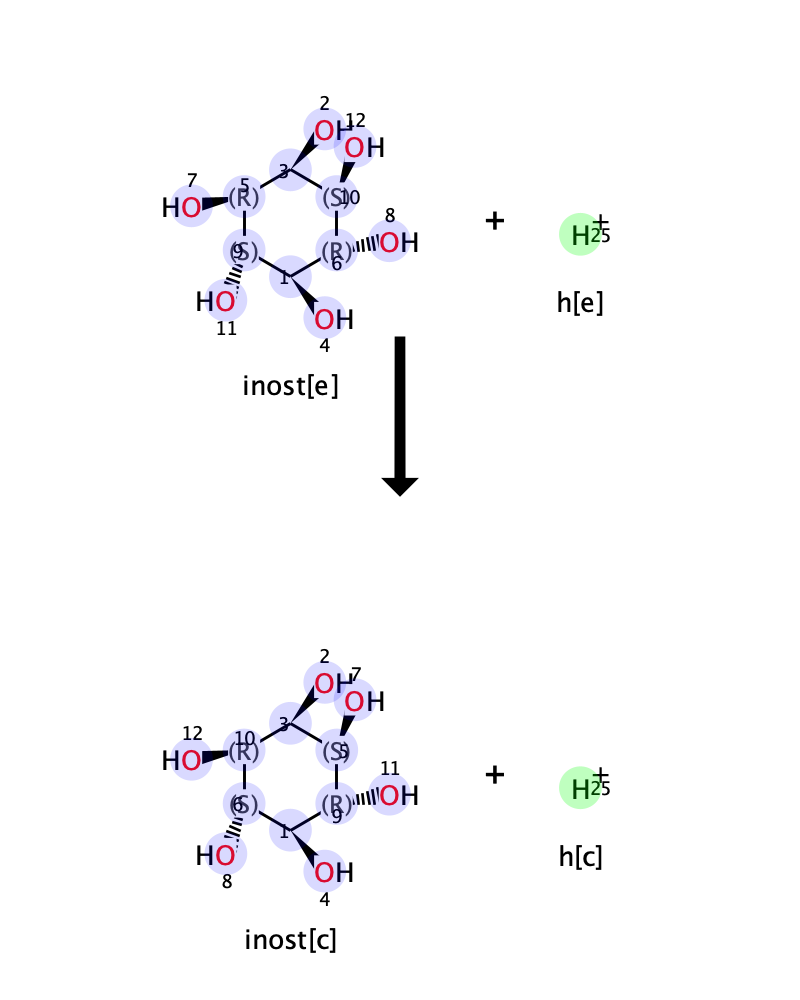 2
12
OH
OH
3
7
5
HO
(R)
(S)
10
8
+
H
+
25
9
(S)
(R)
OH
6
1
h[e]
HO
11
OH
4
inost[e]
2
7
OH
OH
3
12
10
HO
(R)
(S)
5
11
+
H
+
25
6
(S)
(R)
OH
9
1
HO
8
h[c]
OH
4
inost[c]